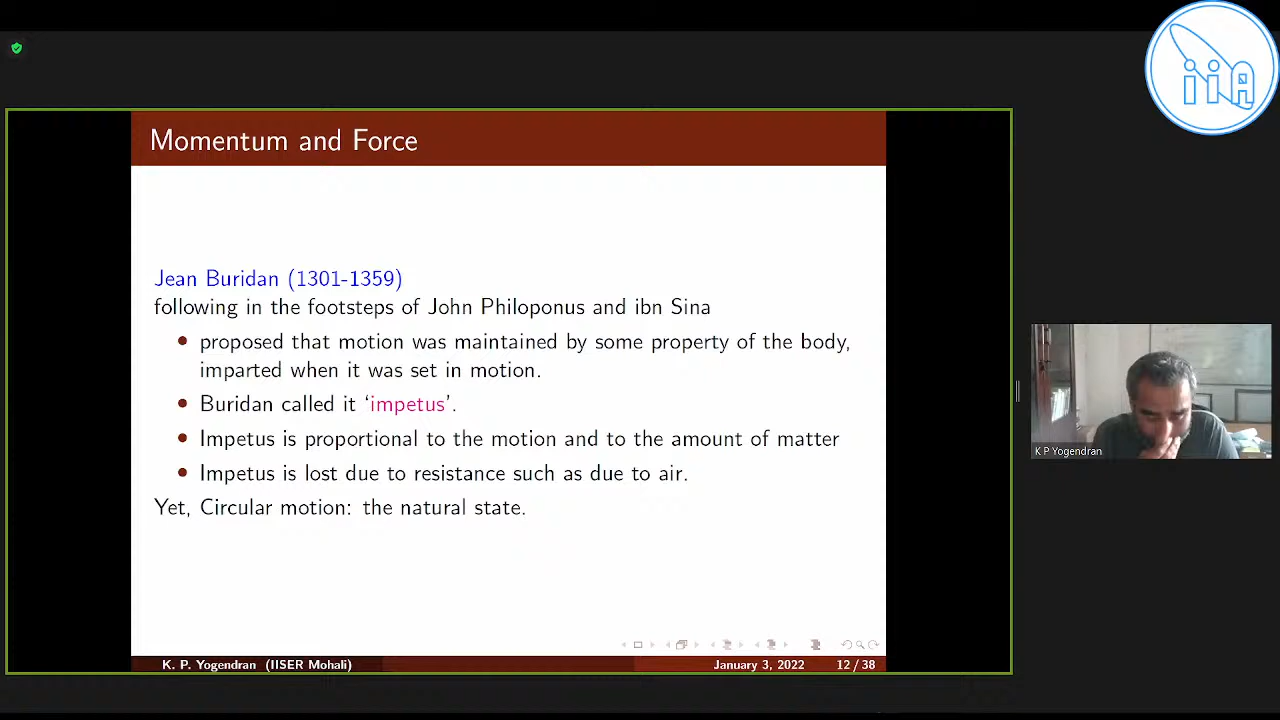 iiA
Momentum and Force
Jean Buridan (1301-1359)
following in the footsteps of John Philoponus and ibn Sina
• proposed that motion was maintained by some property of the body,
imparted when it was set in motion.
• Buridan called it ‘impetus’.
• Impetus is proportional to the motion and to the amount of matter
• Impetus is lost due to resistance such as due to air.
Yet, Circular motion: the natural state.
K P Yogendran
K. P. Yogendran (IISER Mohali) January 3, 2022 12 / 38